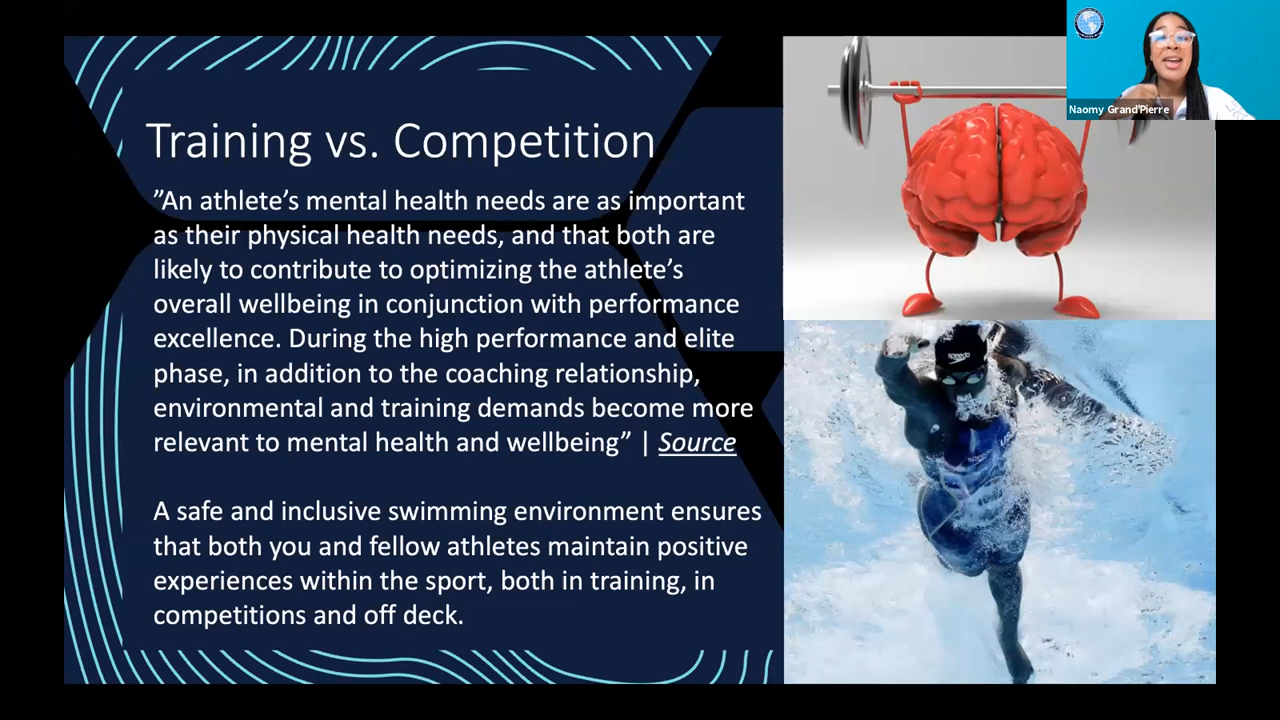 Training vs. Competition
”An athlete’s mental health needs are as important
as their physical health needs, and that both are
likely to contribute to optimizing the athlete’s
overall wellbeing in conjunction with performance
excellence. During the high performance and elite
phase, in addition to the coaching relationship,
environmental and training demands become more
relevant to mental health and wellbeing” | Source
A safe and inclusive swimming environment ensures
that both you and fellow athletes maintain positive
experiences within the sport, both in training, in
competitions and off deck.
Naomy Grand'Pierre
speedo